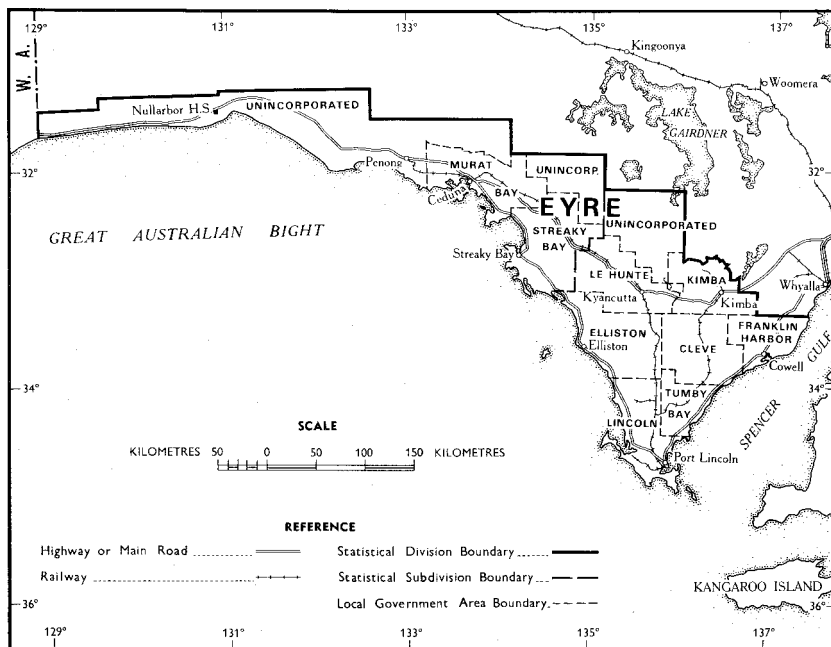 129° 131° 133° 135° 137°
W. A.
Kingoonya
Woomera
Nullarbor H.S.
UNINCORPORATED
LAKE
GAIRDNER
32°
32°
Penong
MURAT
BAY
UNINCORP.
Ceduna
EYRE
UNINCORPORATED
STREAKY
BAY
GREAT AUSTRALIAN BIGHT
Streaky Bay
LE HUNTE
KIMBA
Whyalla
Kyancutta
Kimba
ELLISTON
Elliston
CLEVE
FRANKLIN
HARBOR
Cowell
SPENCER GULF
34°
34°
TUMBY
BAY
LINCOLN
Port Lincoln
SCALE
KILOMETRES 50 0 50 100 150 KILOMETRES
REFERENCE
Highway or Main Road
Railway
Statistical Division Boundary
Statistical Subdivision Boundary
Local Government Area Boundary
KANGAROO ISLAND
36°
36°
129° 131° 133° 135° 137°